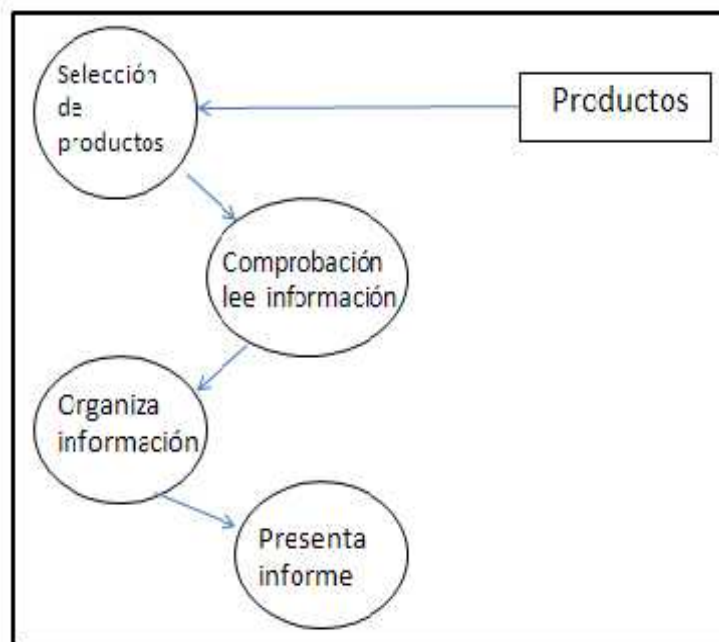 Selección
de
productos
Productos
Comprobación
lee información
Organiza
información
Presenta
informe